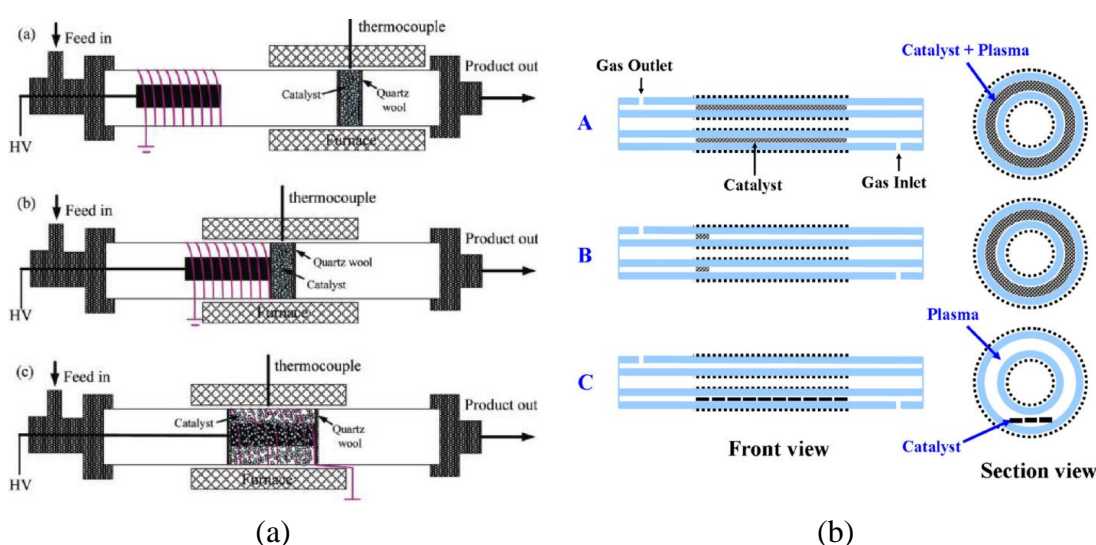 (a)
Feed in
HV
thermocouple
Catalyst
Quartz
wool
Furnace
Product out
(b)
Feed in
HV
thermocouple
Quartz wool
Catalyst
Furnace
Product out
(c)
Feed in
HV
thermocouple
Catalyst
Quartz
wool
Furnace
Product out
(a)
Gas Outlet
A
Catalyst
Gas Inlet
Catalyst + Plasma
B
Plasma
C
Catalyst
Front view
Section view
(b)